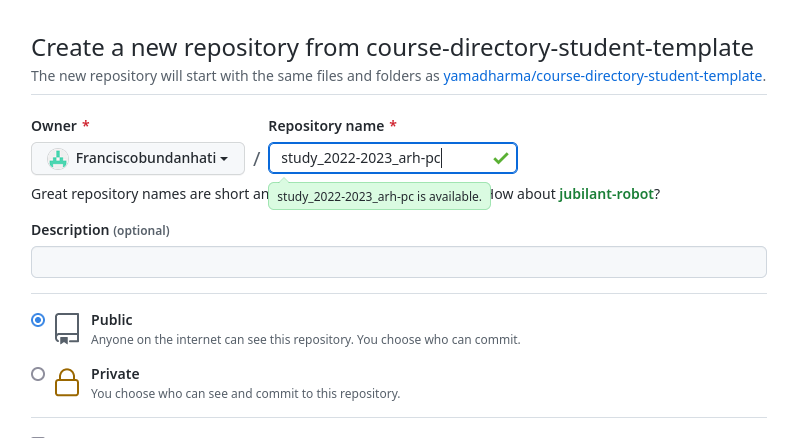 Create a new repository from course-directory-student-template
The new repository will start with the same files and folders as yamadharma/course-directory-student-template.
Owner * Repository name *
Franciscobundanhati / study_2022-2023_arh-pc
Great repository names are short an How about jubilant-robot?
study_2022-2023_arh-pc is available.
Description (optional)
Public
Anyone on the internet can see this repository. You choose who can commit.
Private
You choose who can see and commit to this repository.